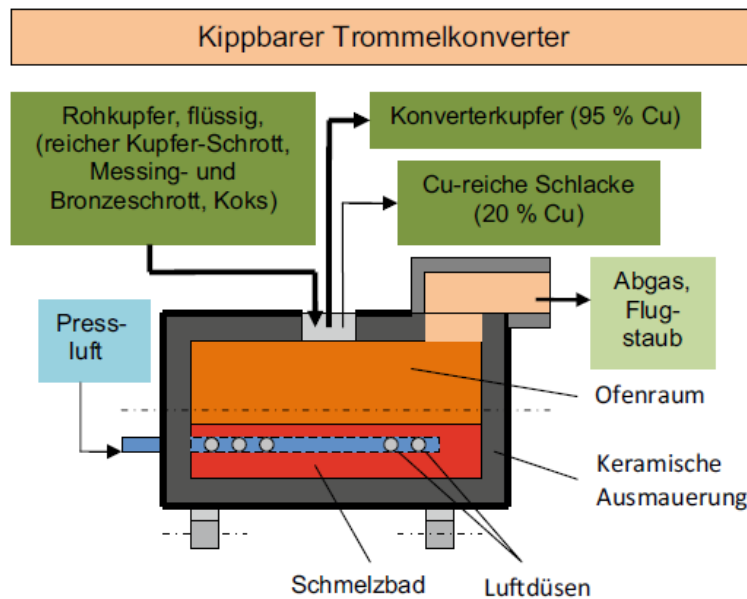 Kippbarer Trommelkonverter
Rohkupfer, flüssig,
(reicher Kupfer-Schrott,
Messing- und
Bronzeschrott, Koks)
Konverterkupfer (95 % Cu)
Cu-reiche Schlacke
(20 % Cu)
Press-
luft
Abgas,
Flug-
staub
Ofenraum
Keramische
Ausmauerung
Schmelzbad
Luftdüsen